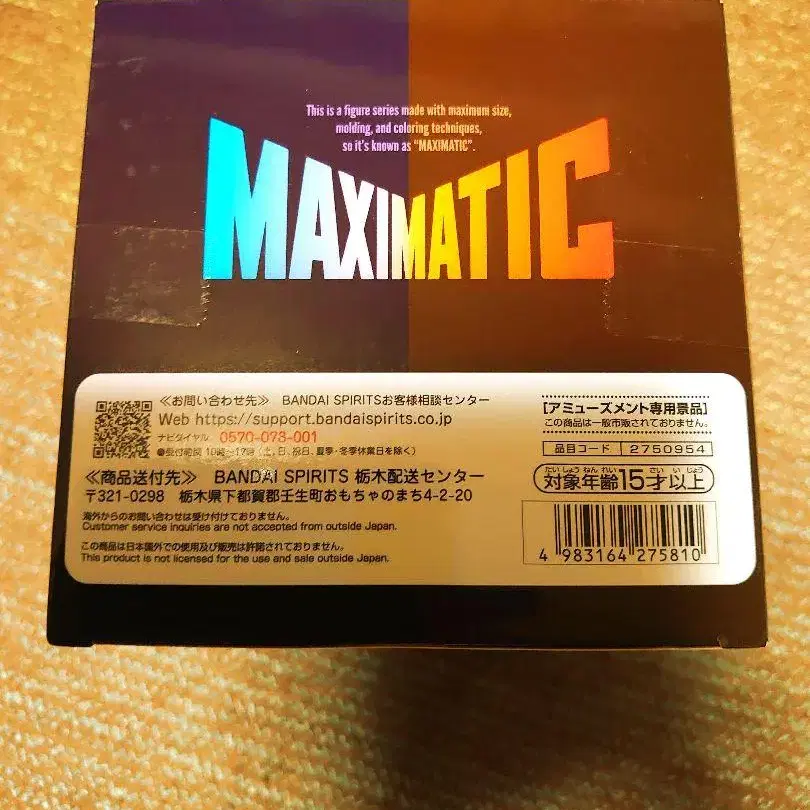 This is a figure series made with maximum size,
molding, and coloring techniques,
so it's known as "MAXIMATIC".
MAXIMATIC
≪お問い合わせ先≫ BANDAI SPIRITSお客様相談センター
Web https://support.bandaispirits.co.jp
ナビダイヤル 0570-078-001
●受付時間 10時～17時(土、日、祝日、夏季・冬季休業日を除く)
≪商品送付先≫ BANDAI SPIRITS 栃木配送センター
〒321-0298 栃木県下都賀郡壬生町おもちゃのまち4-2-20
海外からのお問い合わせは受け付けておりません。
Customer service inquiries are not accepted from outside Japan.
この商品は日本国外での使用及び販売は許諾されておりません。
This product is not licensed for the use and sale outside Japan.
[アミューズメント専用景品]
この商品は一般市販されておりません。
品目コード 2750954
たいしょうねんれい さい いじょう
対象年齢15才以上
4 983164 275810